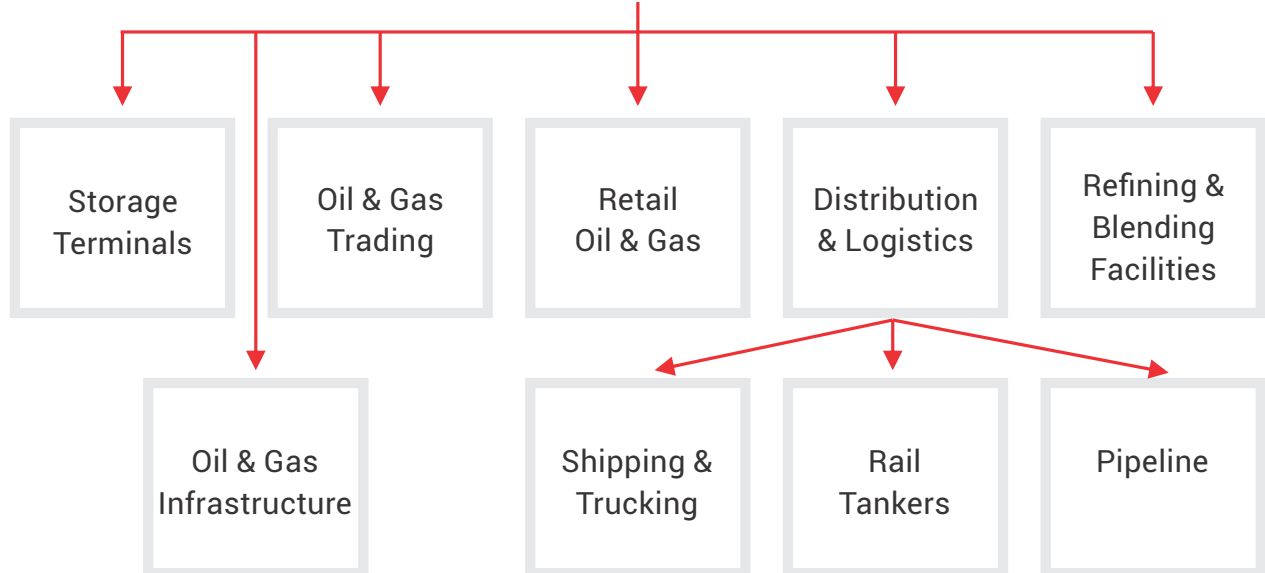 Storage
Terminals
Oil & Gas
Trading
Retail
Oil & Gas
Distribution
& Logistics
Refining &
Blending
Facilities
Oil & Gas
Infrastructure
Shipping &
Trucking
Rail
Tankers
Pipeline